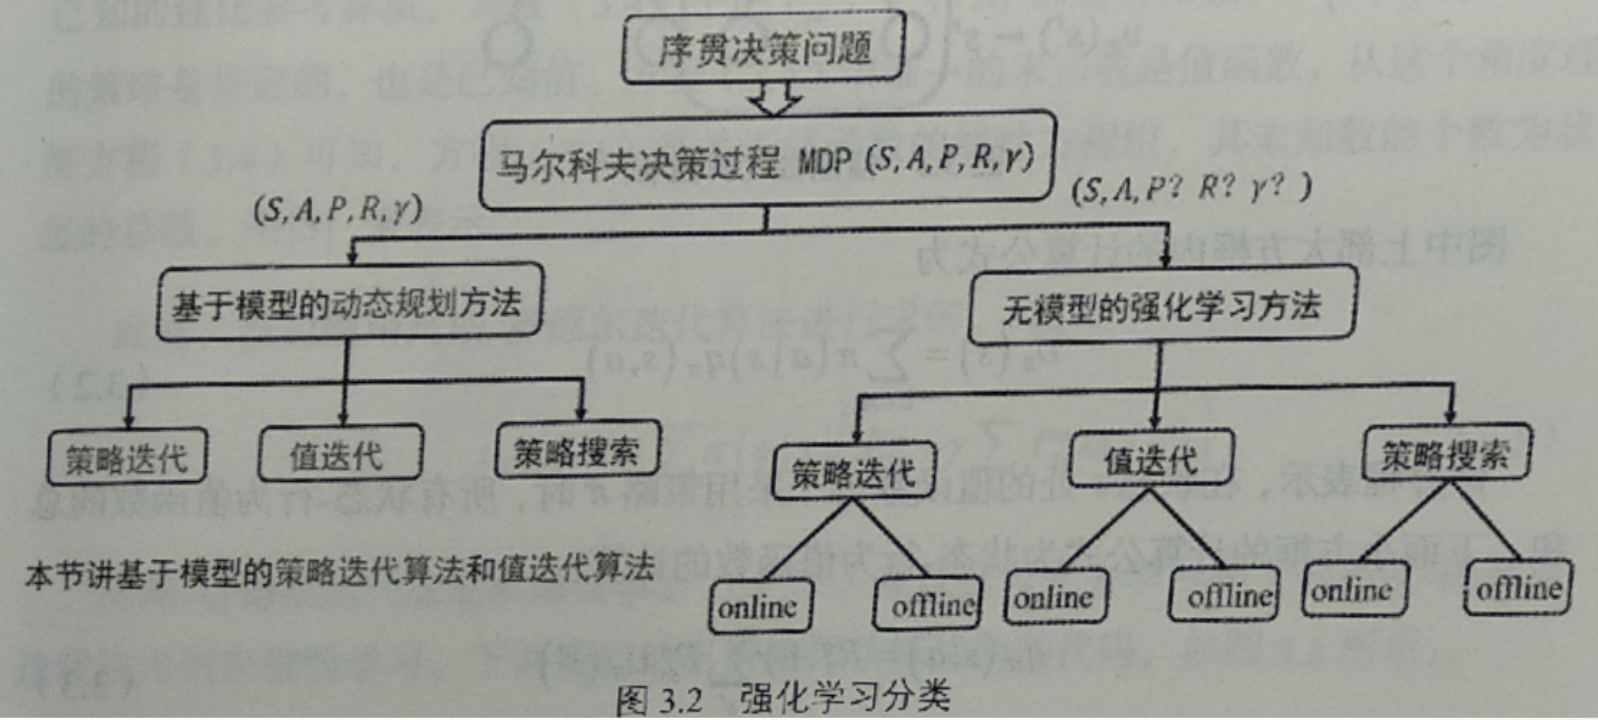 序贯决策问题
马尔科夫决策过程 MDP (S, A, P, R, γ)
(S, A, P, R, γ)
(S, A, P? R? γ? )
基于模型的动态规划方法
无模型的强化学习方法
策略迭代
值迭代
策略搜索
策略迭代
值迭代
策略搜索
本节讲基于模型的策略迭代算法和值迭代算法
online
offline
online
offline
online
offline
图 3.2 强化学习分类